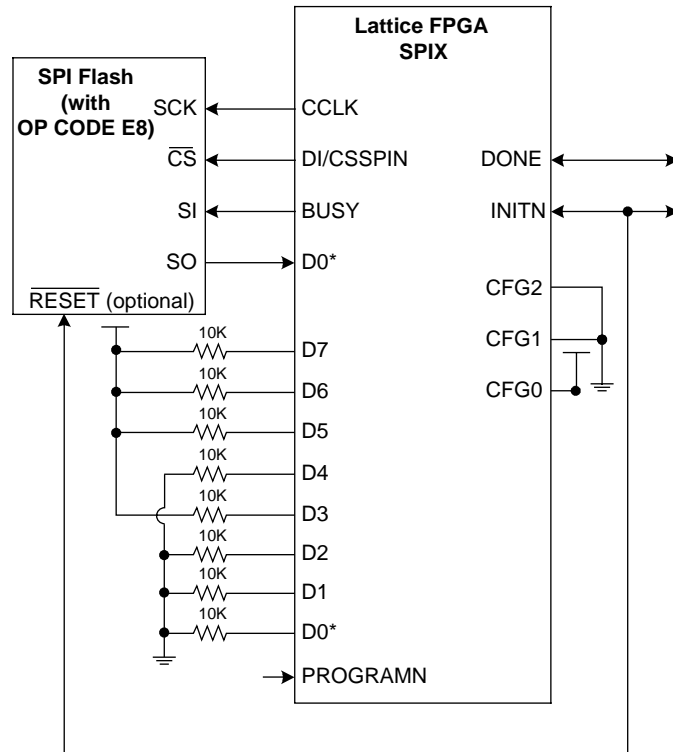 Lattice FPGA
SPIX
SPI Flash
(with
OP CODE E8)
SCK
CS
SI
SO
RESET (optional)
CCLK
DI/CSSPIN
BUSY
D0*
DONE
INITN
CFG2
CFG1
CFG0
10K
D7
10K
D6
10K
D5
10K
D4
10K
D3
10K
D2
10K
D1
10K
D0*
PROGRAMN